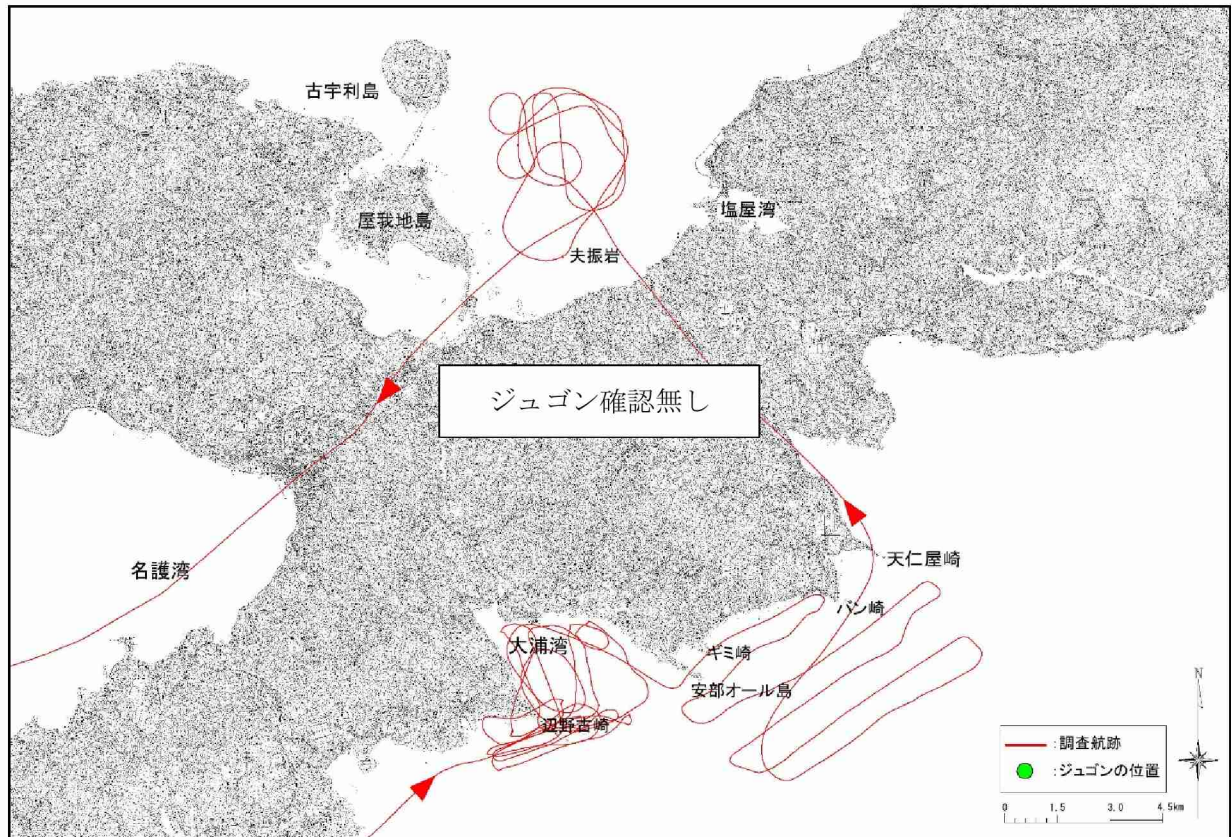 古宇利島
屋我地島
塩屋湾
夫振岩
ジュゴン確認無し
名護湾
天仁屋崎
バン崎
大浦湾
ギミ崎
安部オール島
辺野古崎
N
:調査航跡
:ジュゴンの位置
0 1.5 3.0 4.5km